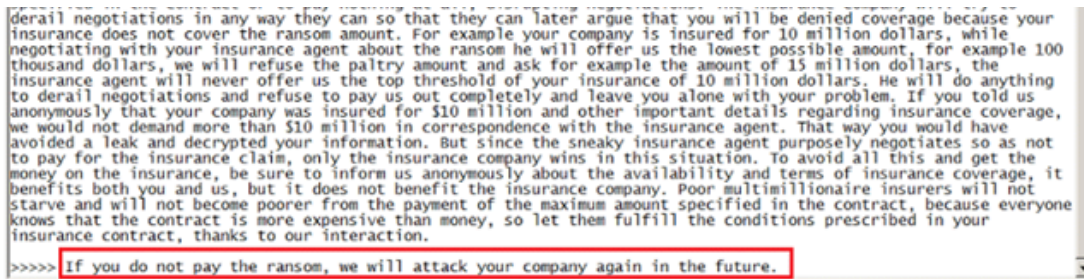 derail negotiations in any way they can so that they can later argue that you will be denied coverage because your
insurance does not cover the ransom amount. For example your company is insured for 10 million dollars, while
negotiating with your insurance agent about the ransom he will offer us the lowest possible amount, for example 100
thousand dollars, we will refuse the paltry amount and ask for example the amount of 15 million dollars, the
insurance agent will never offer us the top threshold of your insurance of 10 million dollars. He will do anything
to derail negotiations and refuse to pay us out completely and leave you alone with your problem. If you told us
anonymously that your company was insured for $10 million and other important details regarding insurance coverage,
we would not demand more than $10 million in correspondence with the insurance agent. That way you would have
avoided a leak and decrypted your information. But since the sneaky insurance agent purposely negotiates so as not
to pay for the insurance claim, only the insurance company wins in this situation. To avoid all this and get the
money on the insurance, be sure to inform us anonymously about the availability and terms of insurance coverage, it
benefits both you and us, but it does not benefit the insurance company. Poor multimillionaire insurers will not
starve and will not become poorer from the payment of the maximum amount specified in the contract, because everyone
knows that the contract is more expensive than money, so let them fulfill the conditions prescribed in your
insurance contract, thanks to our interaction.
>>>>> If you do not pay the ransom, we will attack your company again in the future.